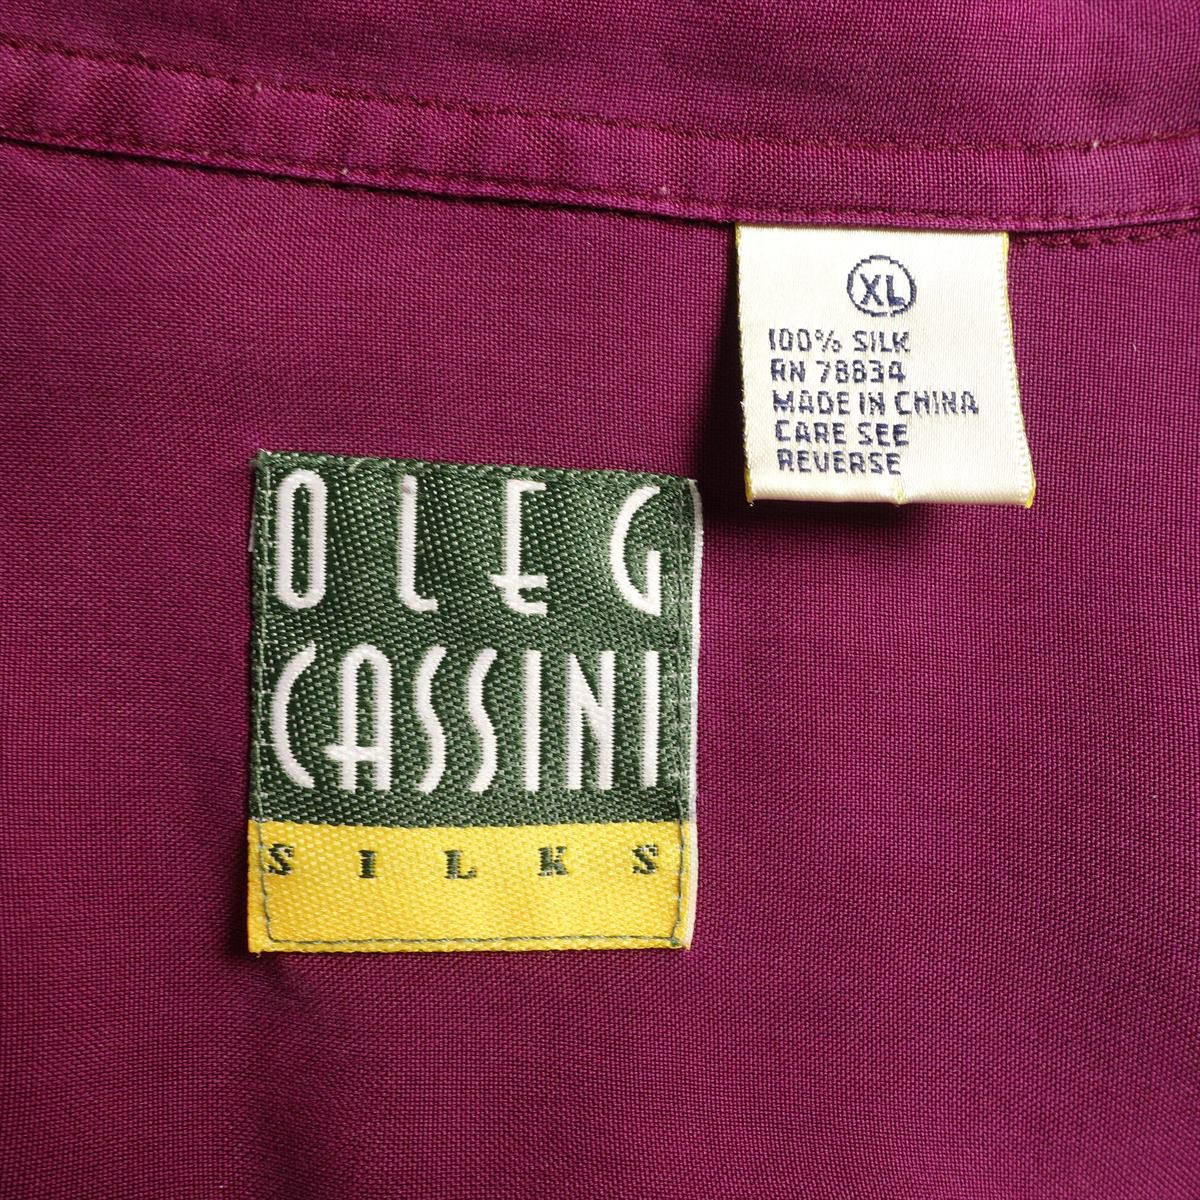 XL
100% SILK
RN 78834
MADE IN CHINA
CARE SEE
REVERSE
OLEG
CASSINI
SILKS